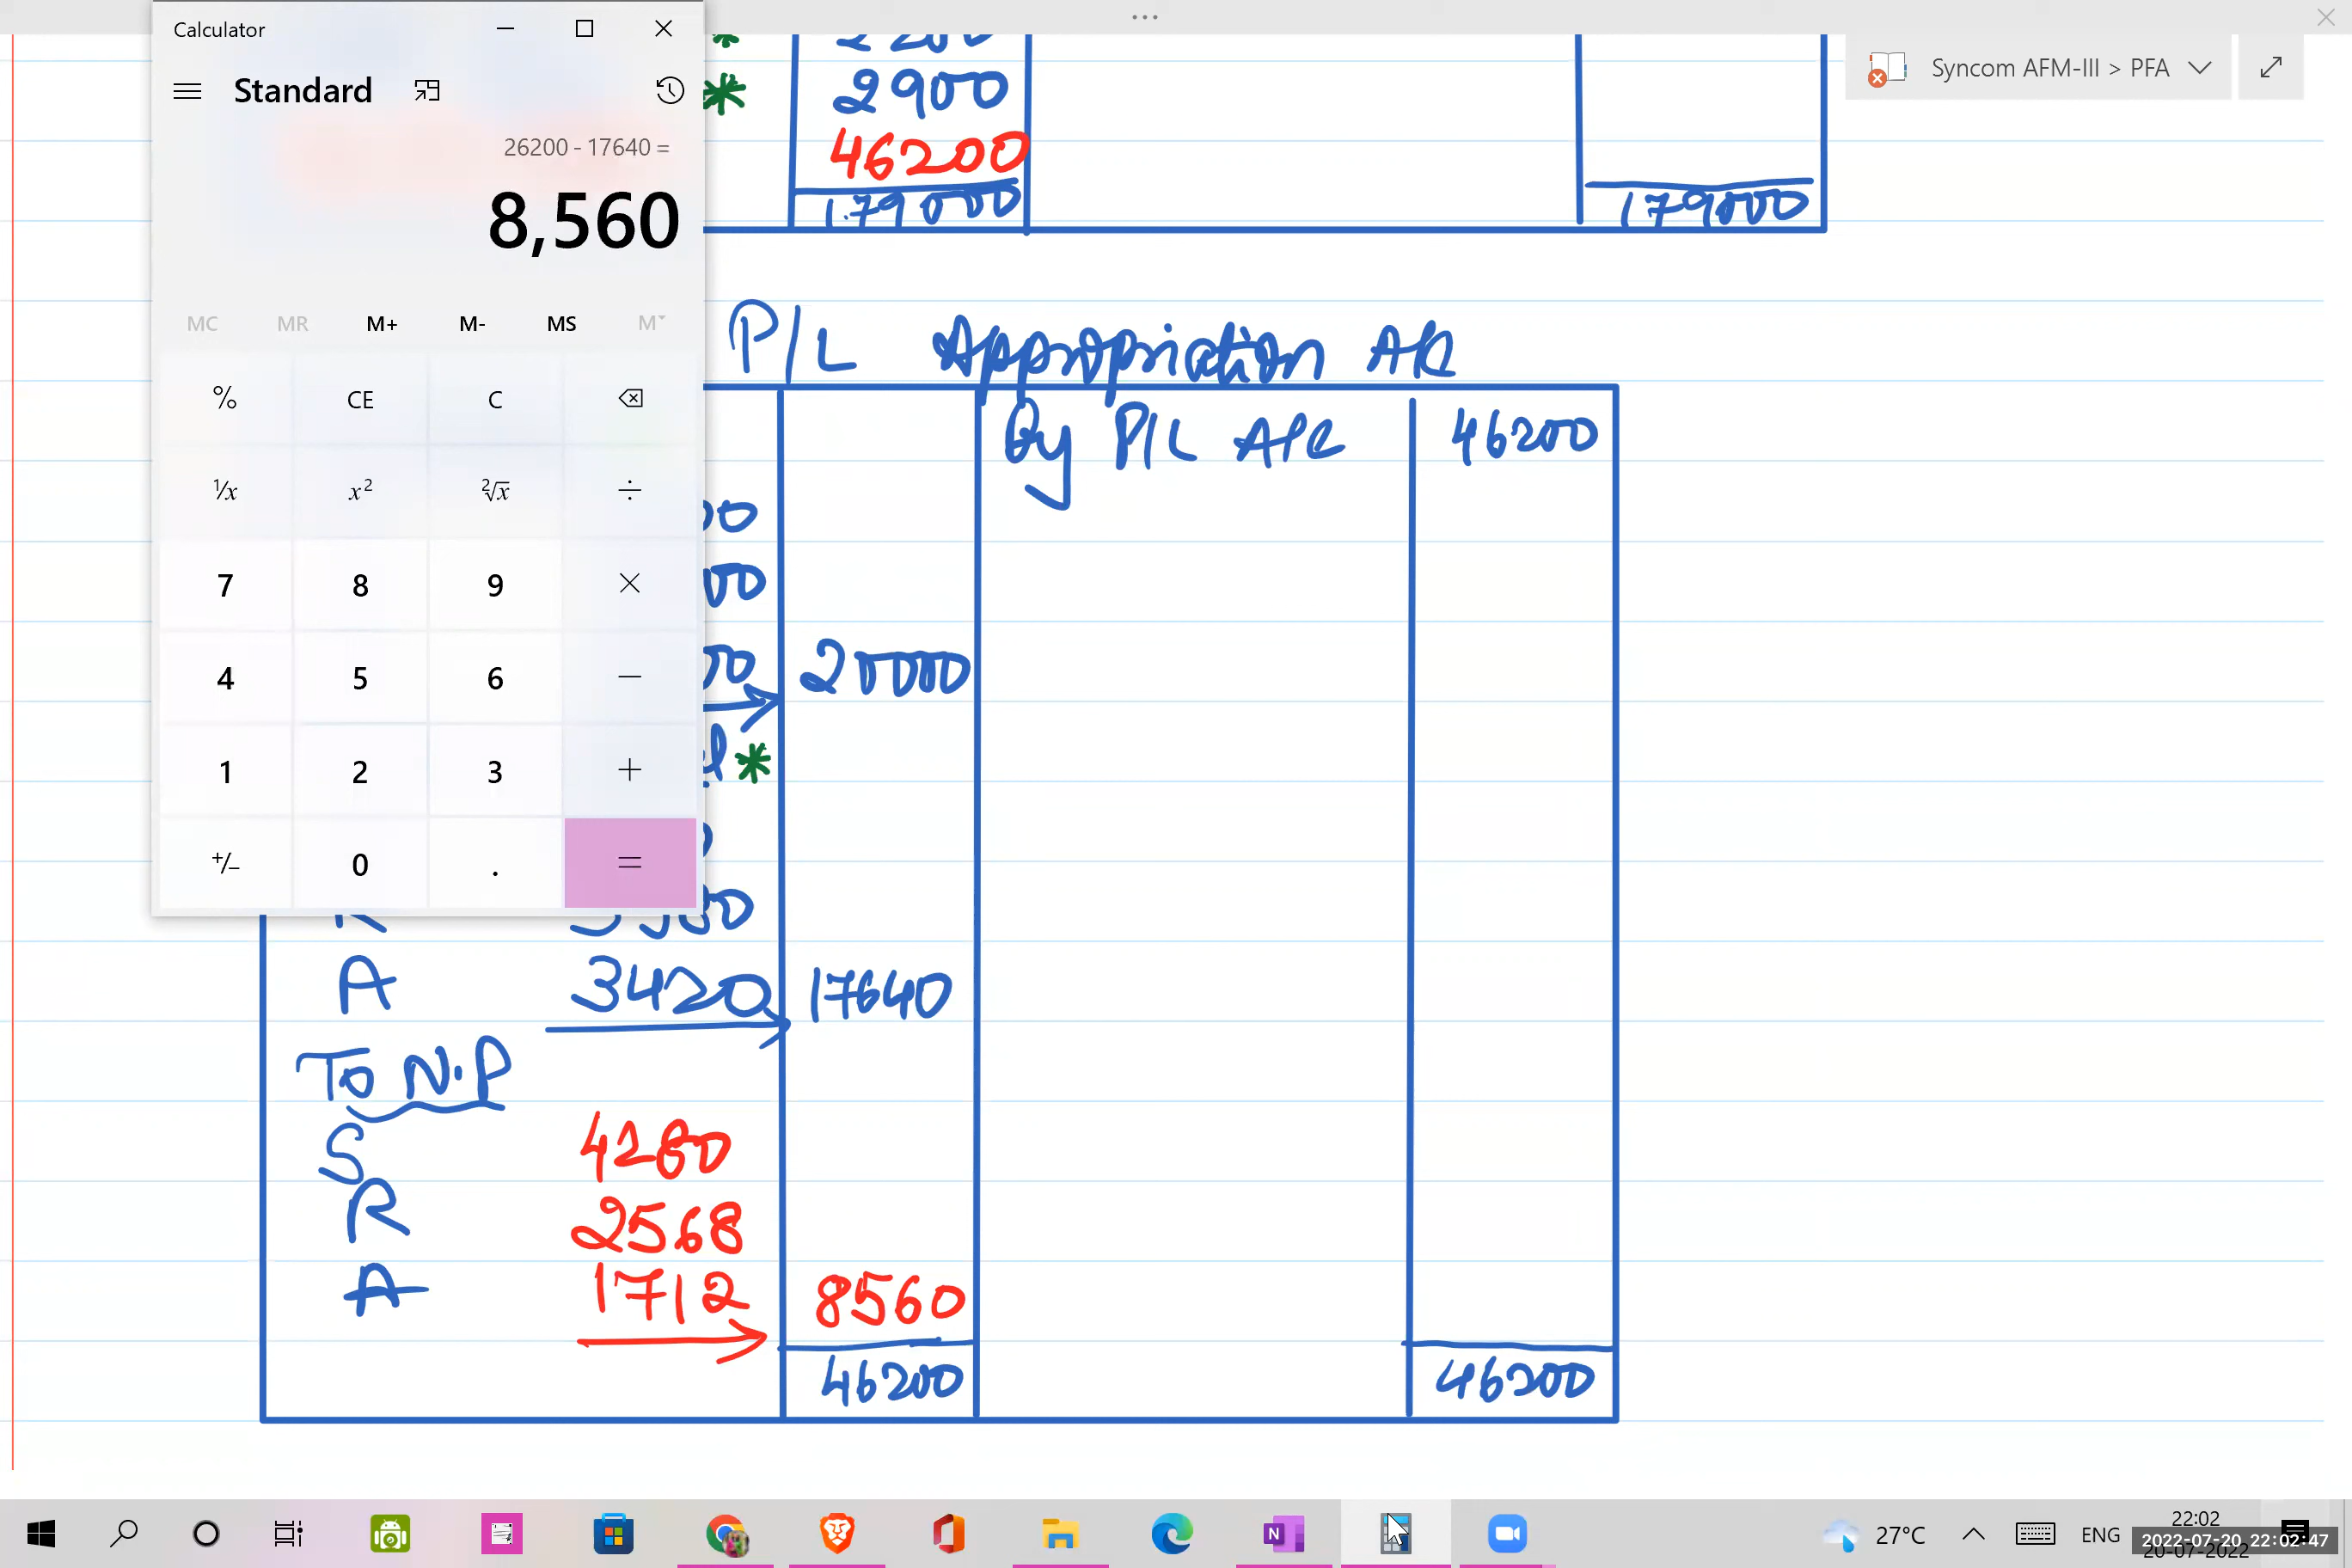 Calculator
Syncom AFM-III > PFA
Standard
2900
26200 - 17640 =
46200
8,560
179000
179000
MC MR M+ M- MS M
P/L Appropriation A/c
% CE C
By P/L A/c 46200
¹/x x² ²√x ÷
7 8 9 ×
4 5 6 −
20000
*
1 2 3 +
+/− 0 . =
A 3420 17640
To N.P
S 4280
R 2568
A 1712 8560
46200 46200
27°C ENG 22:02
2022-07-20_22:02:47